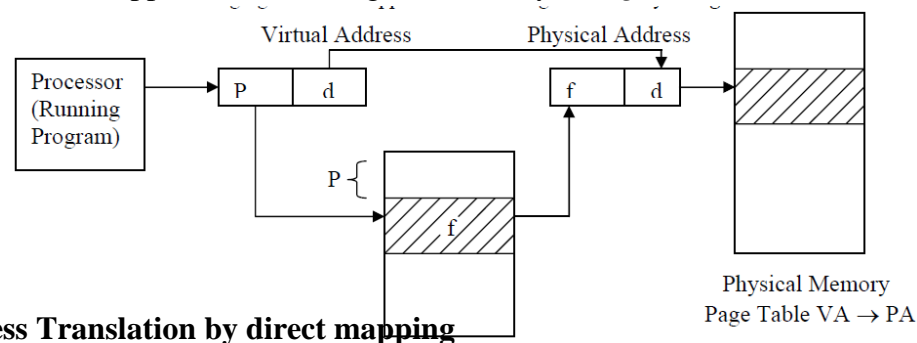 Virtual Address
Physical Address
Processor
(Running
Program)
P d
f d
P
f
Physical Memory
Page Table VA → PA
ess Translation by direct mapping